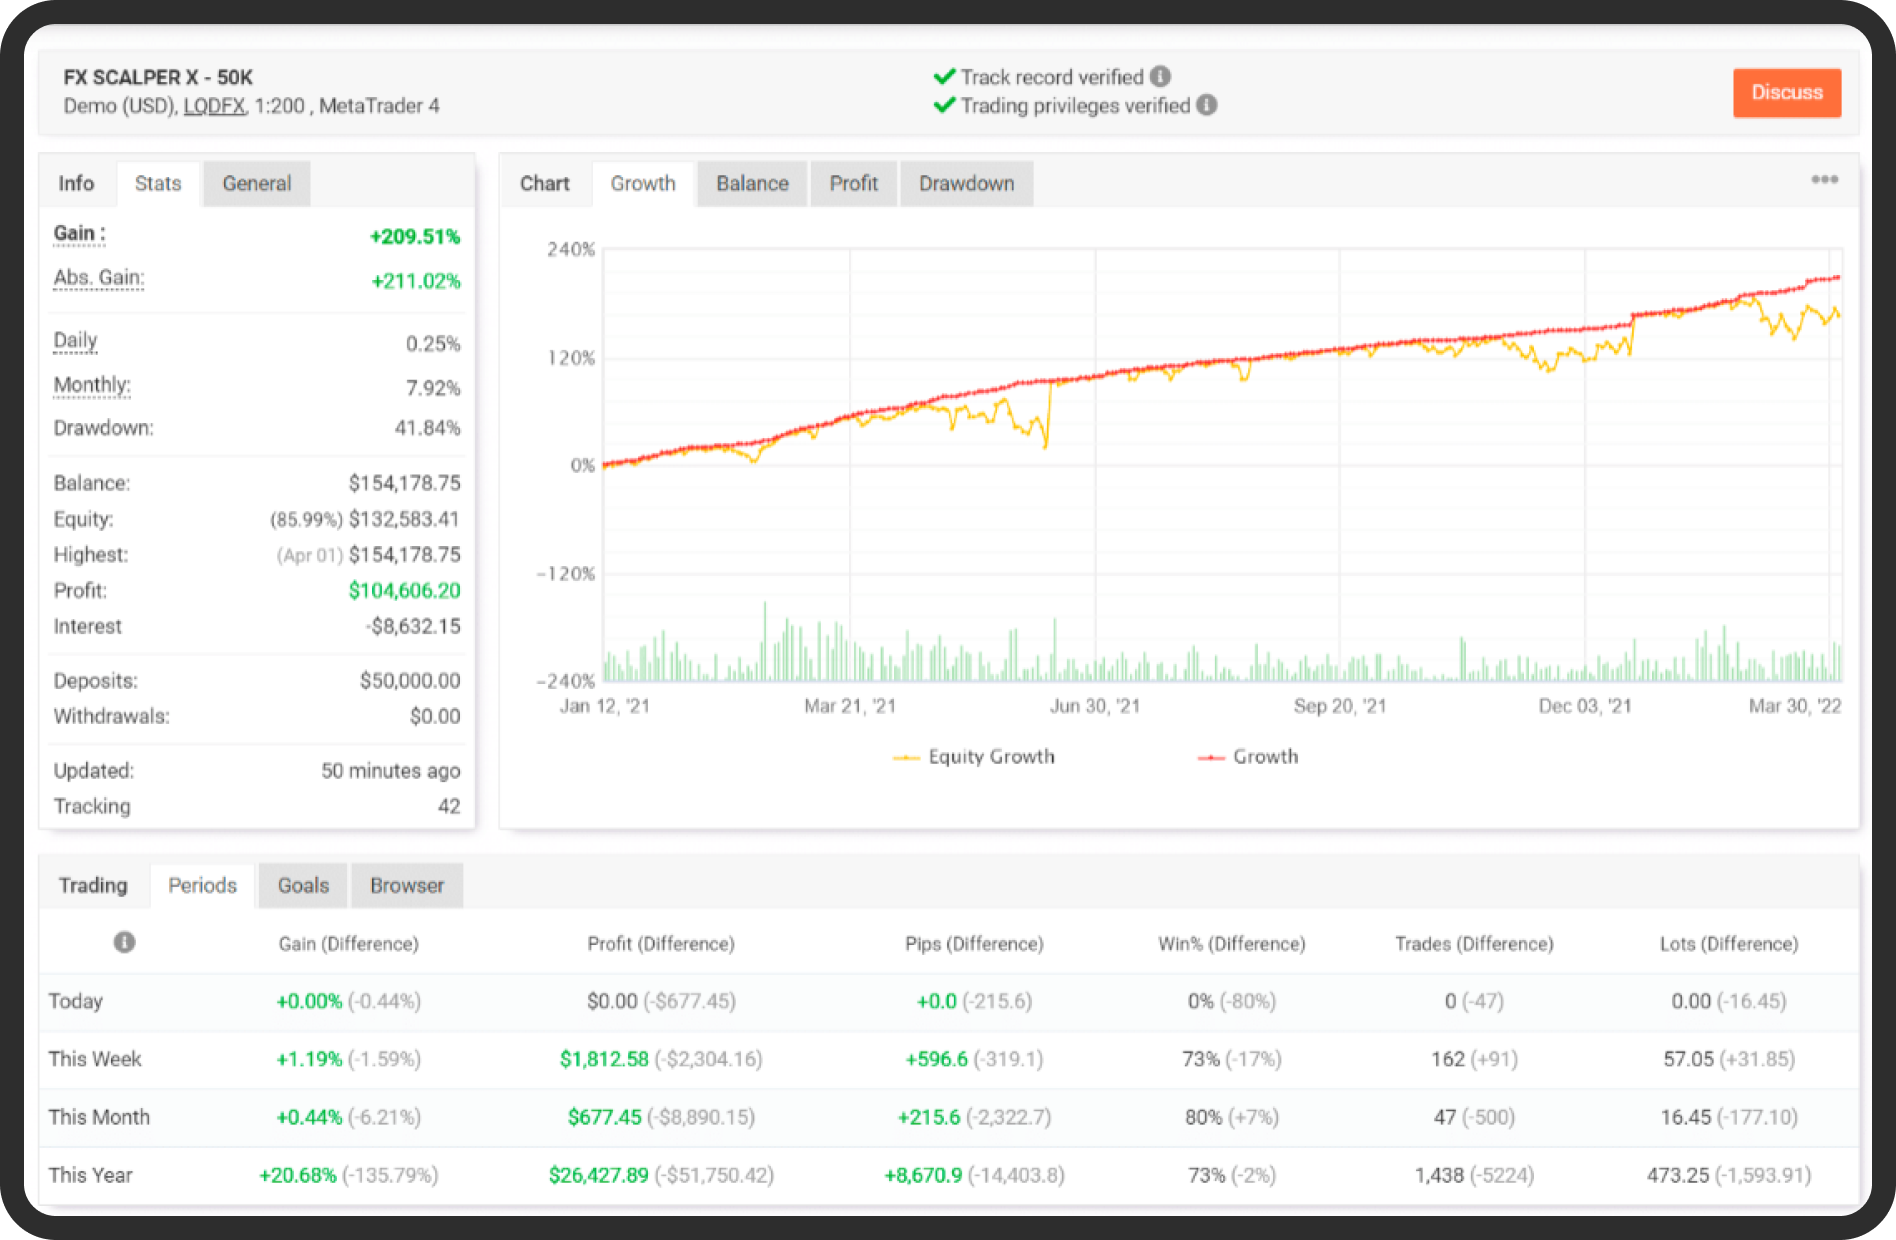 FX SCALPER X - 50K
Demo (USD), LQDFX, 1:200 , MetaTrader 4
Track record verified
Trading privileges verified
Discuss
Info Stats General
Gain : +209.51%
Abs. Gain: +211.02%
Daily 0.25%
Monthly: 7.92%
Drawdown: 41.84%
Balance: $154,178.75
Equity: (85.99%) $132,583.41
Highest: (Apr 01) $154,178.75
Profit: $104,606.20
Interest -$8,632.15
Deposits: $50,000.00
Withdrawals: $0.00
Updated: 50 minutes ago
Tracking 42
Chart Growth Balance Profit Drawdown
240%
120%
0%
-120%
-240%
Jan 12, '21 Mar 21, '21 Jun 30, '21 Sep 20, '21 Dec 03, '21 Mar 30, '22
Equity Growth Growth
Trading Periods Goals Browser
Gain (Difference) Profit (Difference) Pips (Difference) Win% (Difference) Trades (Difference) Lots (Difference)
Today +0.00% (-0.44%) $0.00 (-$677.45) +0.0 (-215.6) 0% (-80%) 0 (-47) 0.00 (-16.45)
This Week +1.19% (-1.59%) $1,812.58 (-$2,304.16) +596.6 (-319.1) 73% (-17%) 162 (+91) 57.05 (+31.85)
This Month +0.44% (-6.21%) $677.45 (-$8,890.15) +215.6 (-2,322.7) 80% (+7%) 47 (-500) 16.45 (-177.10)
This Year +20.68% (-135.79%) $26,427.89 (-$51,750.42) +8,670.9 (-14,403.8) 73% (-2%) 1,438 (-5224) 473.25 (-1,593.91)